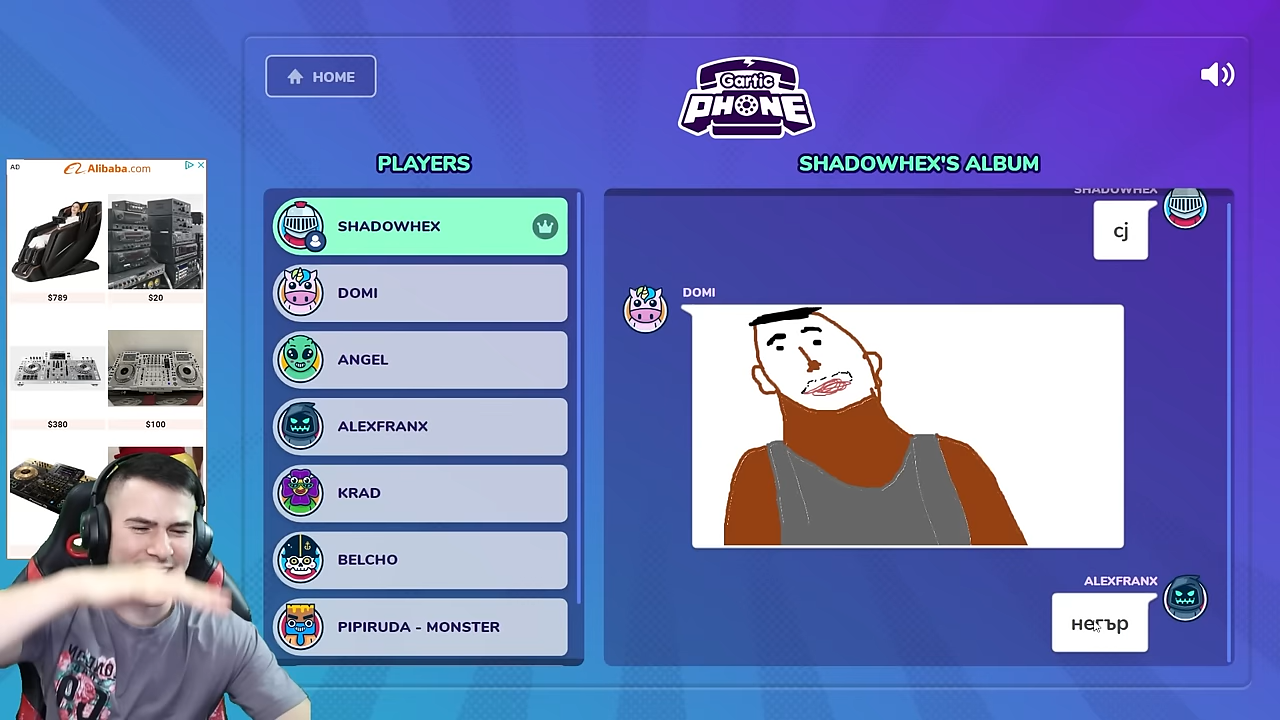 HOME
Gartic
PHONE
PLAYERS
SHADOWHEX'S ALBUM
AD
Alibaba.com
$789
$20
$380
$100
SHADOWHEX
DOMI
ANGEL
ALEXFRANX
KRAD
BELCHO
PIPIRUDA - MONSTER
SHADOWHEX
cj
DOMI
ALEXFRANX
негър